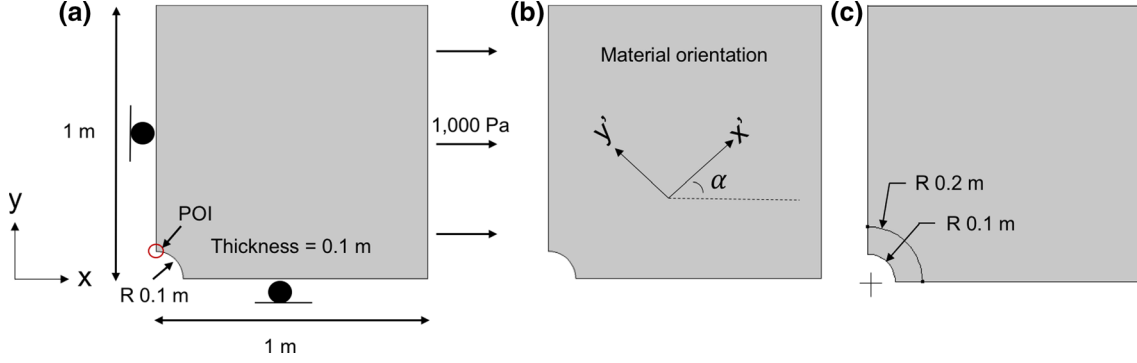 (a)
1 m
1,000 Pa
y
POI
Thickness = 0.1 m
x
R 0.1 m
1 m
(b)
Material orientation
y’
x’
α
(c)
R 0.2 m
R 0.1 m